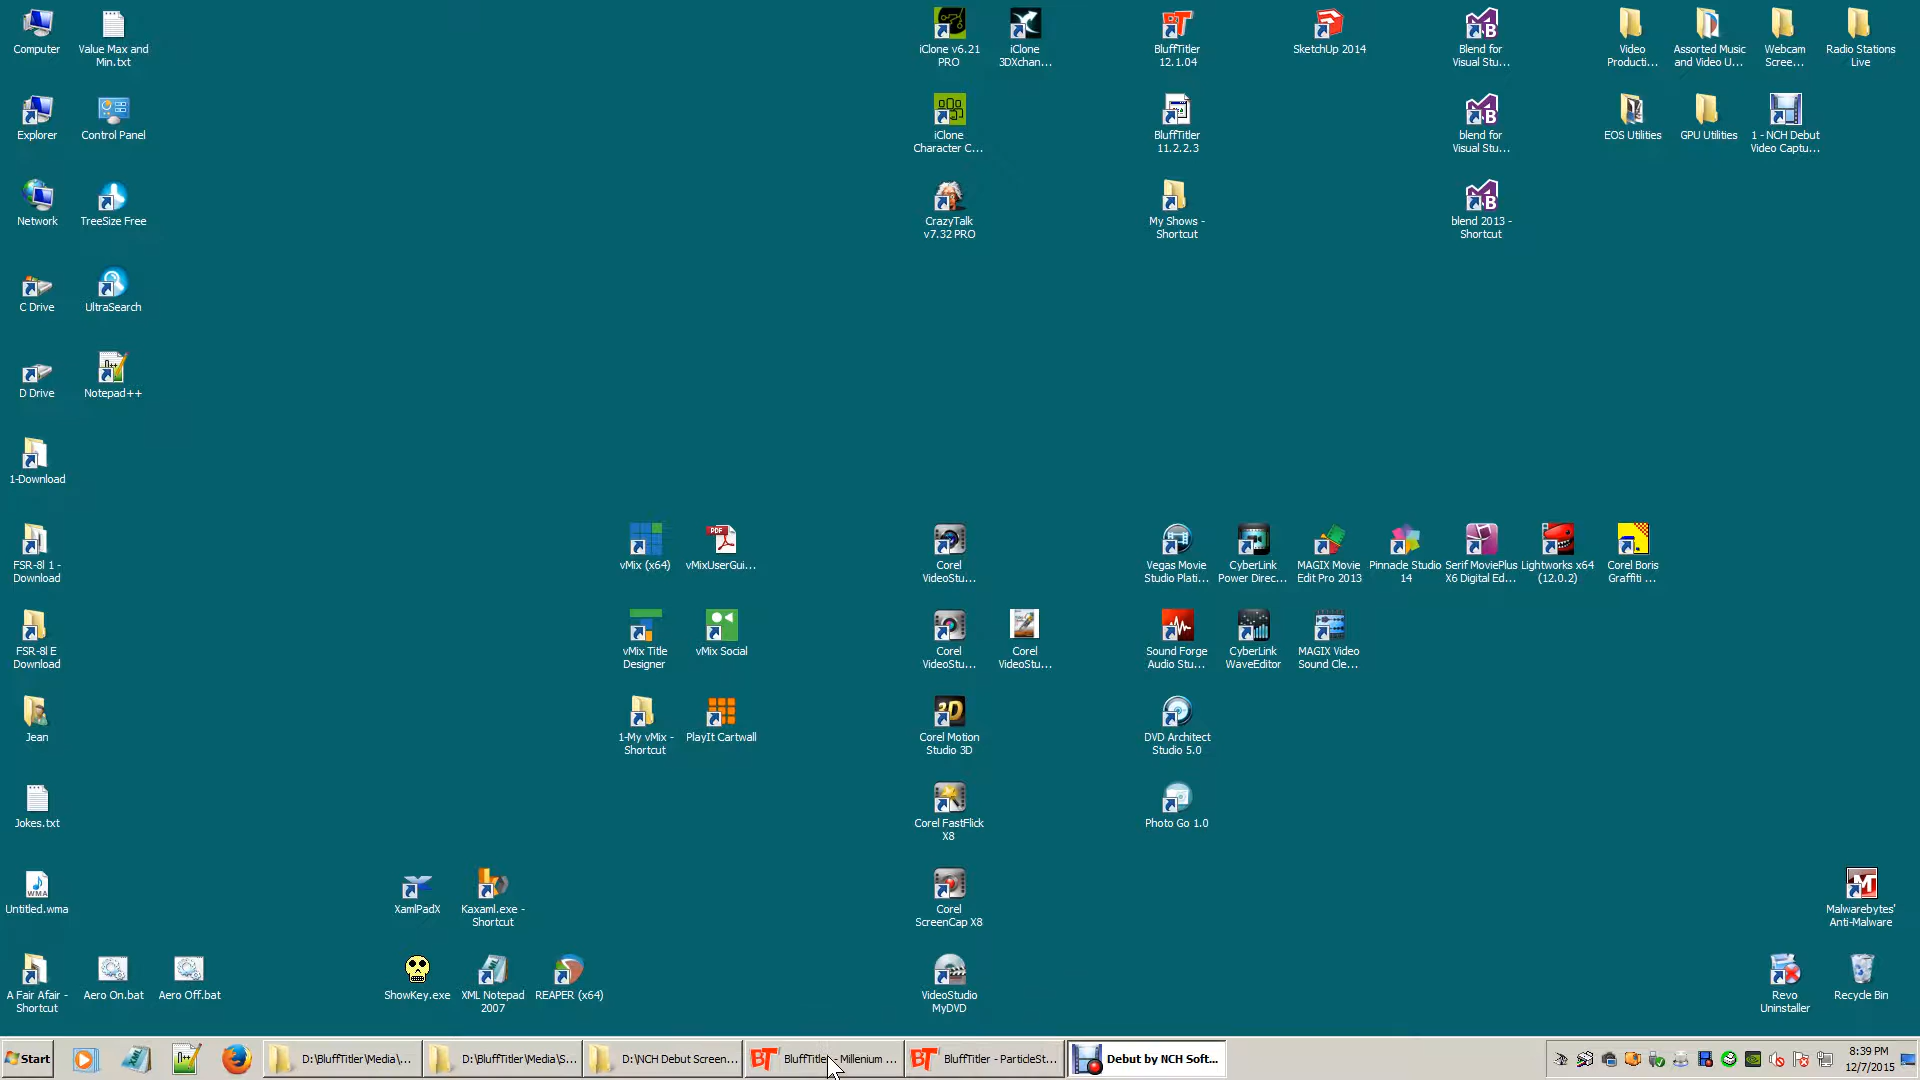 Computer
Value Max and
Min.txt
iClone v6.21
PRO
iClone
3DXchan...
BluffTitler
12.1.04
SketchUp 2014
Blend for
Visual Stu...
Video
Producti...
Assorted Music
and Video U...
Webcam
Scree...
Radio Stations
Live
Explorer
Control Panel
iClone
Character C...
BluffTitler
11.2.2.3
blend for
Visual Stu...
EOS Utilities
GPU Utilities
1 - NCH Debut
Video Captu...
Network
TreeSize Free
CrazyTalk
v7.32 PRO
My Shows -
Shortcut
blend 2013 -
Shortcut
C Drive
UltraSearch
D Drive
Notepad++
1-Download
FSR-8l 1 -
Download
vMix (x64)
PDF
vMixUserGui...
Corel
VideoStu...
Vegas Movie
Studio Plati...
CyberLink
Power Direc...
MAGIX Movie
Edit Pro 2013
Pinnacle Studio
14
Serif MoviePlus
X6 Digital Ed...
Lightworks x64
(12.0.2)
Corel Boris
Graffiti ...
FSR-8l E
Download
vMix Title
Designer
vMix Social
Corel
VideoStu...
Corel
VideoStu...
Sound Forge
Audio Stu...
CyberLink
WaveEditor
MAGIX Video
Sound Cle...
Jean
1-My vMix -
Shortcut
PlayIt Cartwall
3D
Corel Motion
Studio 3D
DVD Architect
Studio 5.0
Jokes.txt
Corel FastFlick
X8
Photo Go 1.0
WMA
Untitled.wma
XamlPadX
Kaxaml.exe -
Shortcut
Corel
ScreenCap X8
Malwarebytes'
Anti-Malware
A Fair Afair -
Shortcut
Aero On.bat
Aero Off.bat
ShowKey.exe
XML Notepad
2007
REAPER (x64)
VideoStudio
MyDVD
Revo
Uninstaller
Recycle Bin
Start
D:\BluffTitler\Media\...
D:\BluffTitler\Media\S...
D:\NCH Debut Screen...
BT
BluffTitler - Millenium ...
BT
BluffTitler - ParticleSt...
Debut by NCH Soft...
8:39 PM
12/7/2015